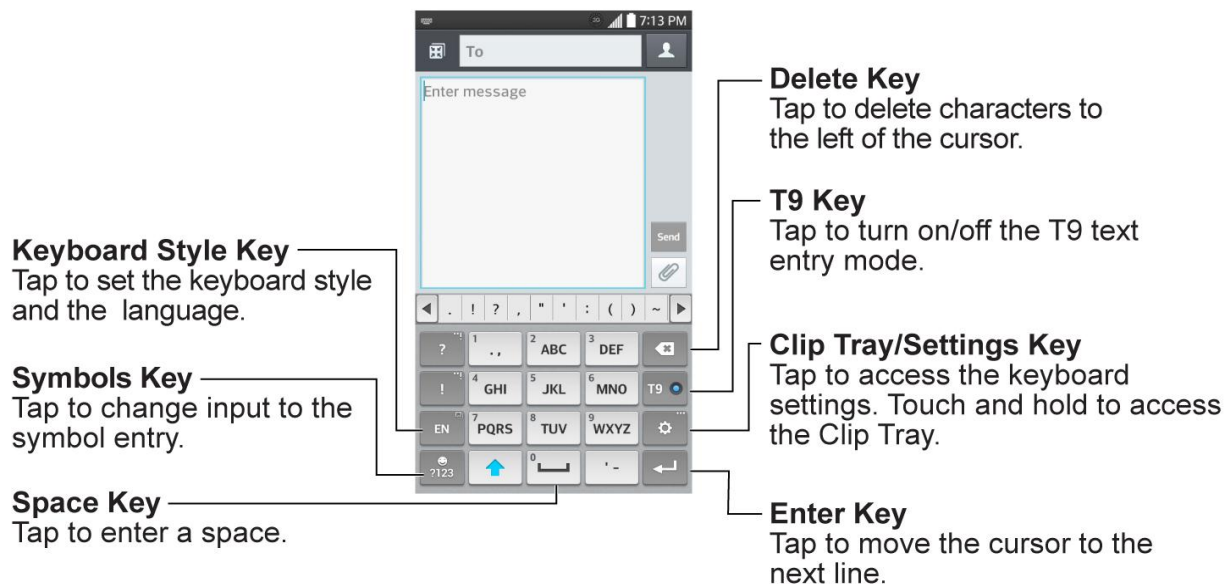 7:13 PM
To
Enter message
Send
. ! ? , " ' : ( ) ~
? 1 ., 2 ABC 3 DEF
! 4 GHI 5 JKL 6 MNO T9
EN 7 PQRS 8 TUV 9 WXYZ
?123 0 ' -
Keyboard Style Key
Tap to set the keyboard style
and the language.
Symbols Key
Tap to change input to the
symbol entry.
Space Key
Tap to enter a space.
Delete Key
Tap to delete characters to
the left of the cursor.
T9 Key
Tap to turn on/off the T9 text
entry mode.
Clip Tray/Settings Key
Tap to access the keyboard
settings. Touch and hold to access
the Clip Tray.
Enter Key
Tap to move the cursor to the
next line.